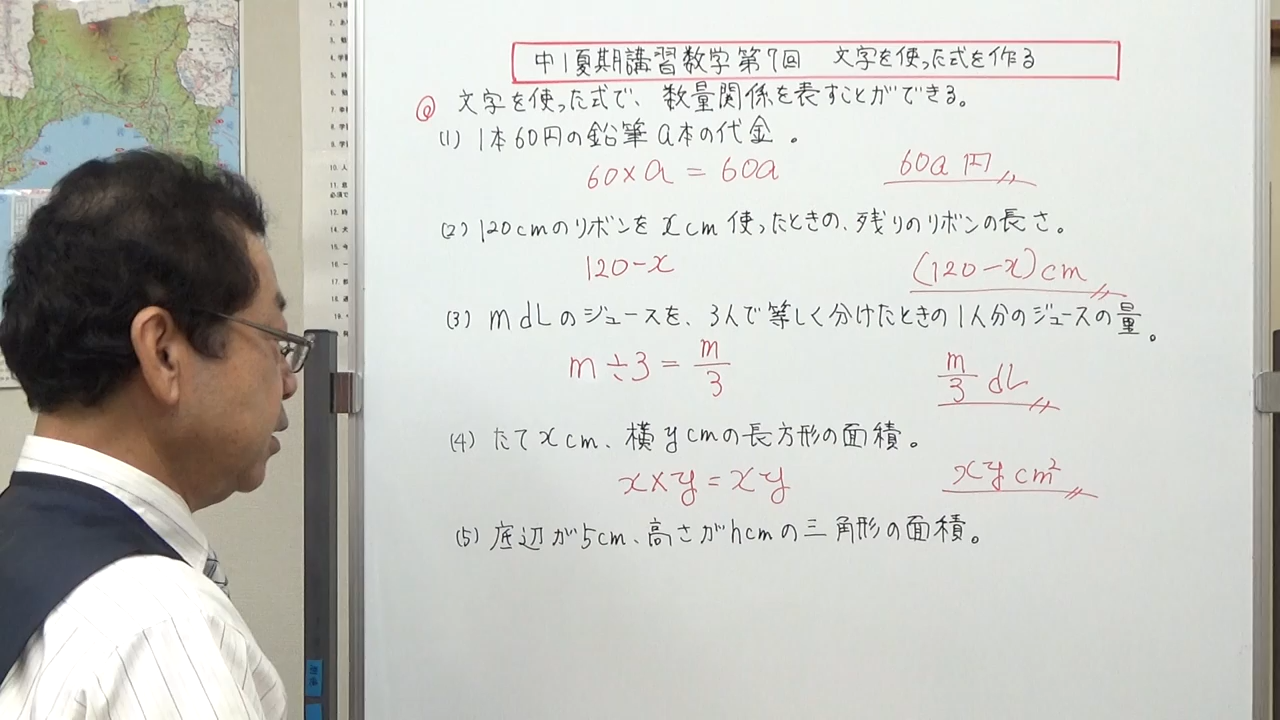 中1夏期講習数学第7回 文字を使った式を作る
◎ 文字を使った式で、数量関係を表すことができる。
(1) 1本60円の鉛筆a本の代金。
60×a=60a 60a円
(2) 120cmのリボンをxcm使ったときの、残りのリボンの長さ。
120-x (120-x)cm
(3) mdLのジュースを、3人で等しく分けたときの1人分のジュースの量。
m÷3=m/3 m/3 dL
(4) たてxcm、横ycmの長方形の面積。
x×y=xy xycm²
(5) 底辺が5cm、高さがhcmの三角形の面積。